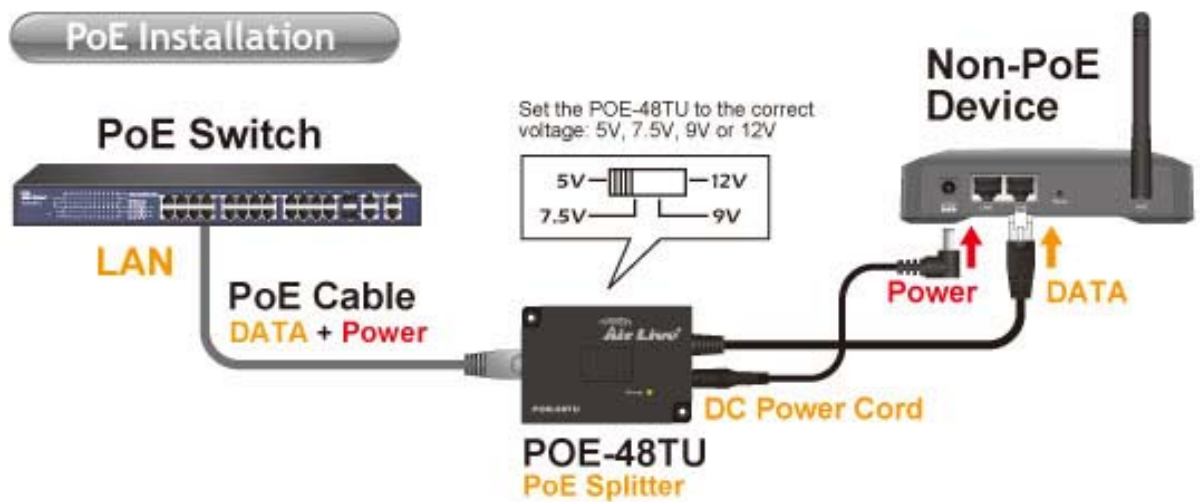 PoE Installation
PoE Switch
LAN
PoE Cable
DATA + Power
Set the POE-48TU to the correct
voltage: 5V, 7.5V, 9V or 12V
5V
12V
7.5V
9V
Non-PoE
Device
Power
DATA
Air Live
POE-48TU
DC Power Cord
POE-48TU
PoE Splitter